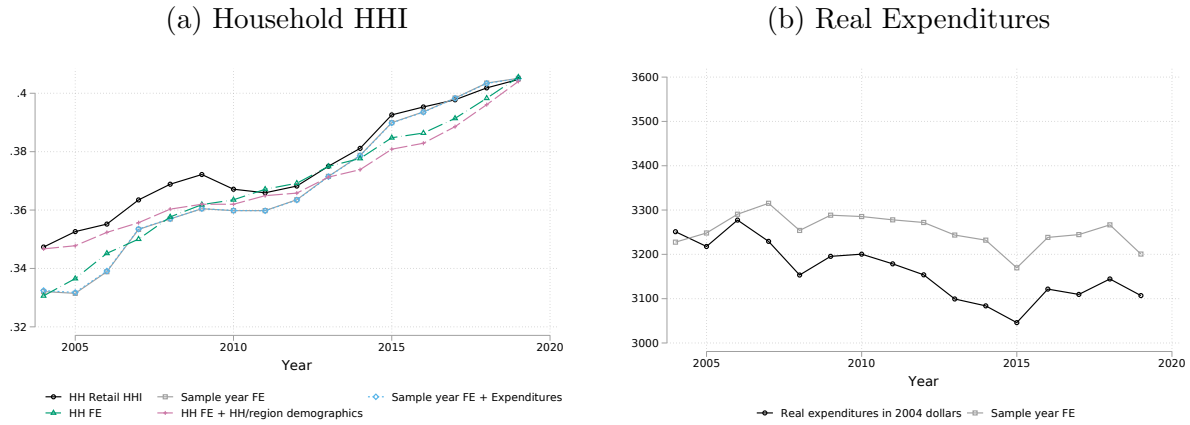 (a) Household HHI
.4
.38
.36
.34
.32
2005 2010 2015 2020
Year
HH Retail HHI Sample year FE Sample year FE + Expenditures
HH FE HH FE + HH/region demographics
(b) Real Expenditures
3600
3500
3400
3300
3200
3100
3000
2005 2010 2015 2020
Year
Real expenditures in 2004 dollars Sample year FE